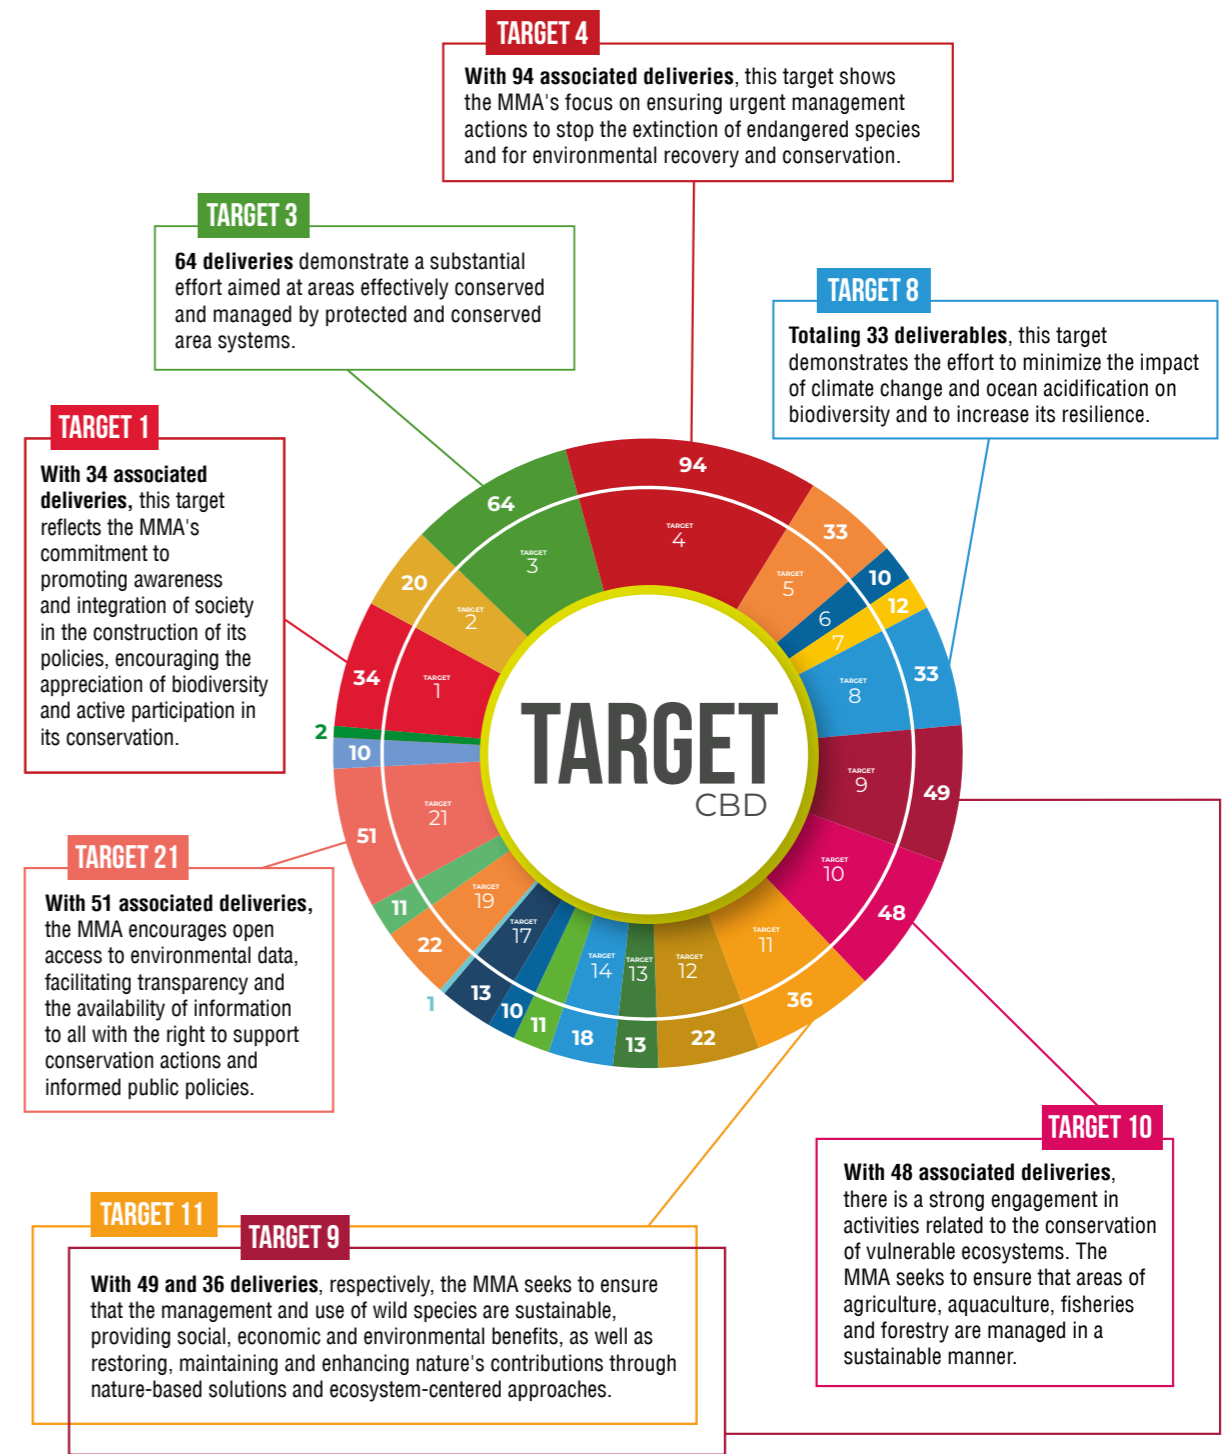 TARGET 4
With 94 associated deliveries, this target shows
the MMA's focus on ensuring urgent management
actions to stop the extinction of endangered species
and for environmental recovery and conservation.
TARGET 3
64 deliveries demonstrate a substantial
effort aimed at areas effectively conserved
and managed by protected and conserved
area systems.
TARGET 8
Totaling 33 deliverables, this target
demonstrates the effort to minimize the impact
of climate change and ocean acidification on
biodiversity and to increase its resilience.
TARGET 1
With 34 associated
deliveries, this target
reflects the MMA's
commitment to
promoting awareness
and integration of society
in the construction of its
policies, encouraging the
appreciation of biodiversity
and active participation in
its conservation.
TARGET 21
With 51 associated deliveries,
the MMA encourages open
access to environmental data,
facilitating transparency and
the availability of information
to all with the right to support
conservation actions and
informed public policies.
TARGET
CBD
34
TARGET
1
20
TARGET
2
64
TARGET
3
94
TARGET
4
33
TARGET
5
10
6
12
7
33
TARGET
8
49
TARGET
9
48
TARGET
10
36
TARGET
11
22
TARGET
12
13
TARGET
13
18
TARGET
14
11
10
13
TARGET
17
1
22
TARGET
19
11
51
TARGET
21
10
2
TARGET 10
With 48 associated deliveries,
there is a strong engagement in
activities related to the conservation
of vulnerable ecosystems. The
MMA seeks to ensure that areas of
agriculture, aquaculture, fisheries
and forestry are managed in a
sustainable manner.
TARGET 11
TARGET 9
With 49 and 36 deliveries, respectively, the MMA seeks to ensure
that the management and use of wild species are sustainable,
providing social, economic and environmental benefits, as well as
restoring, maintaining and enhancing nature's contributions through
nature-based solutions and ecosystem-centered approaches.